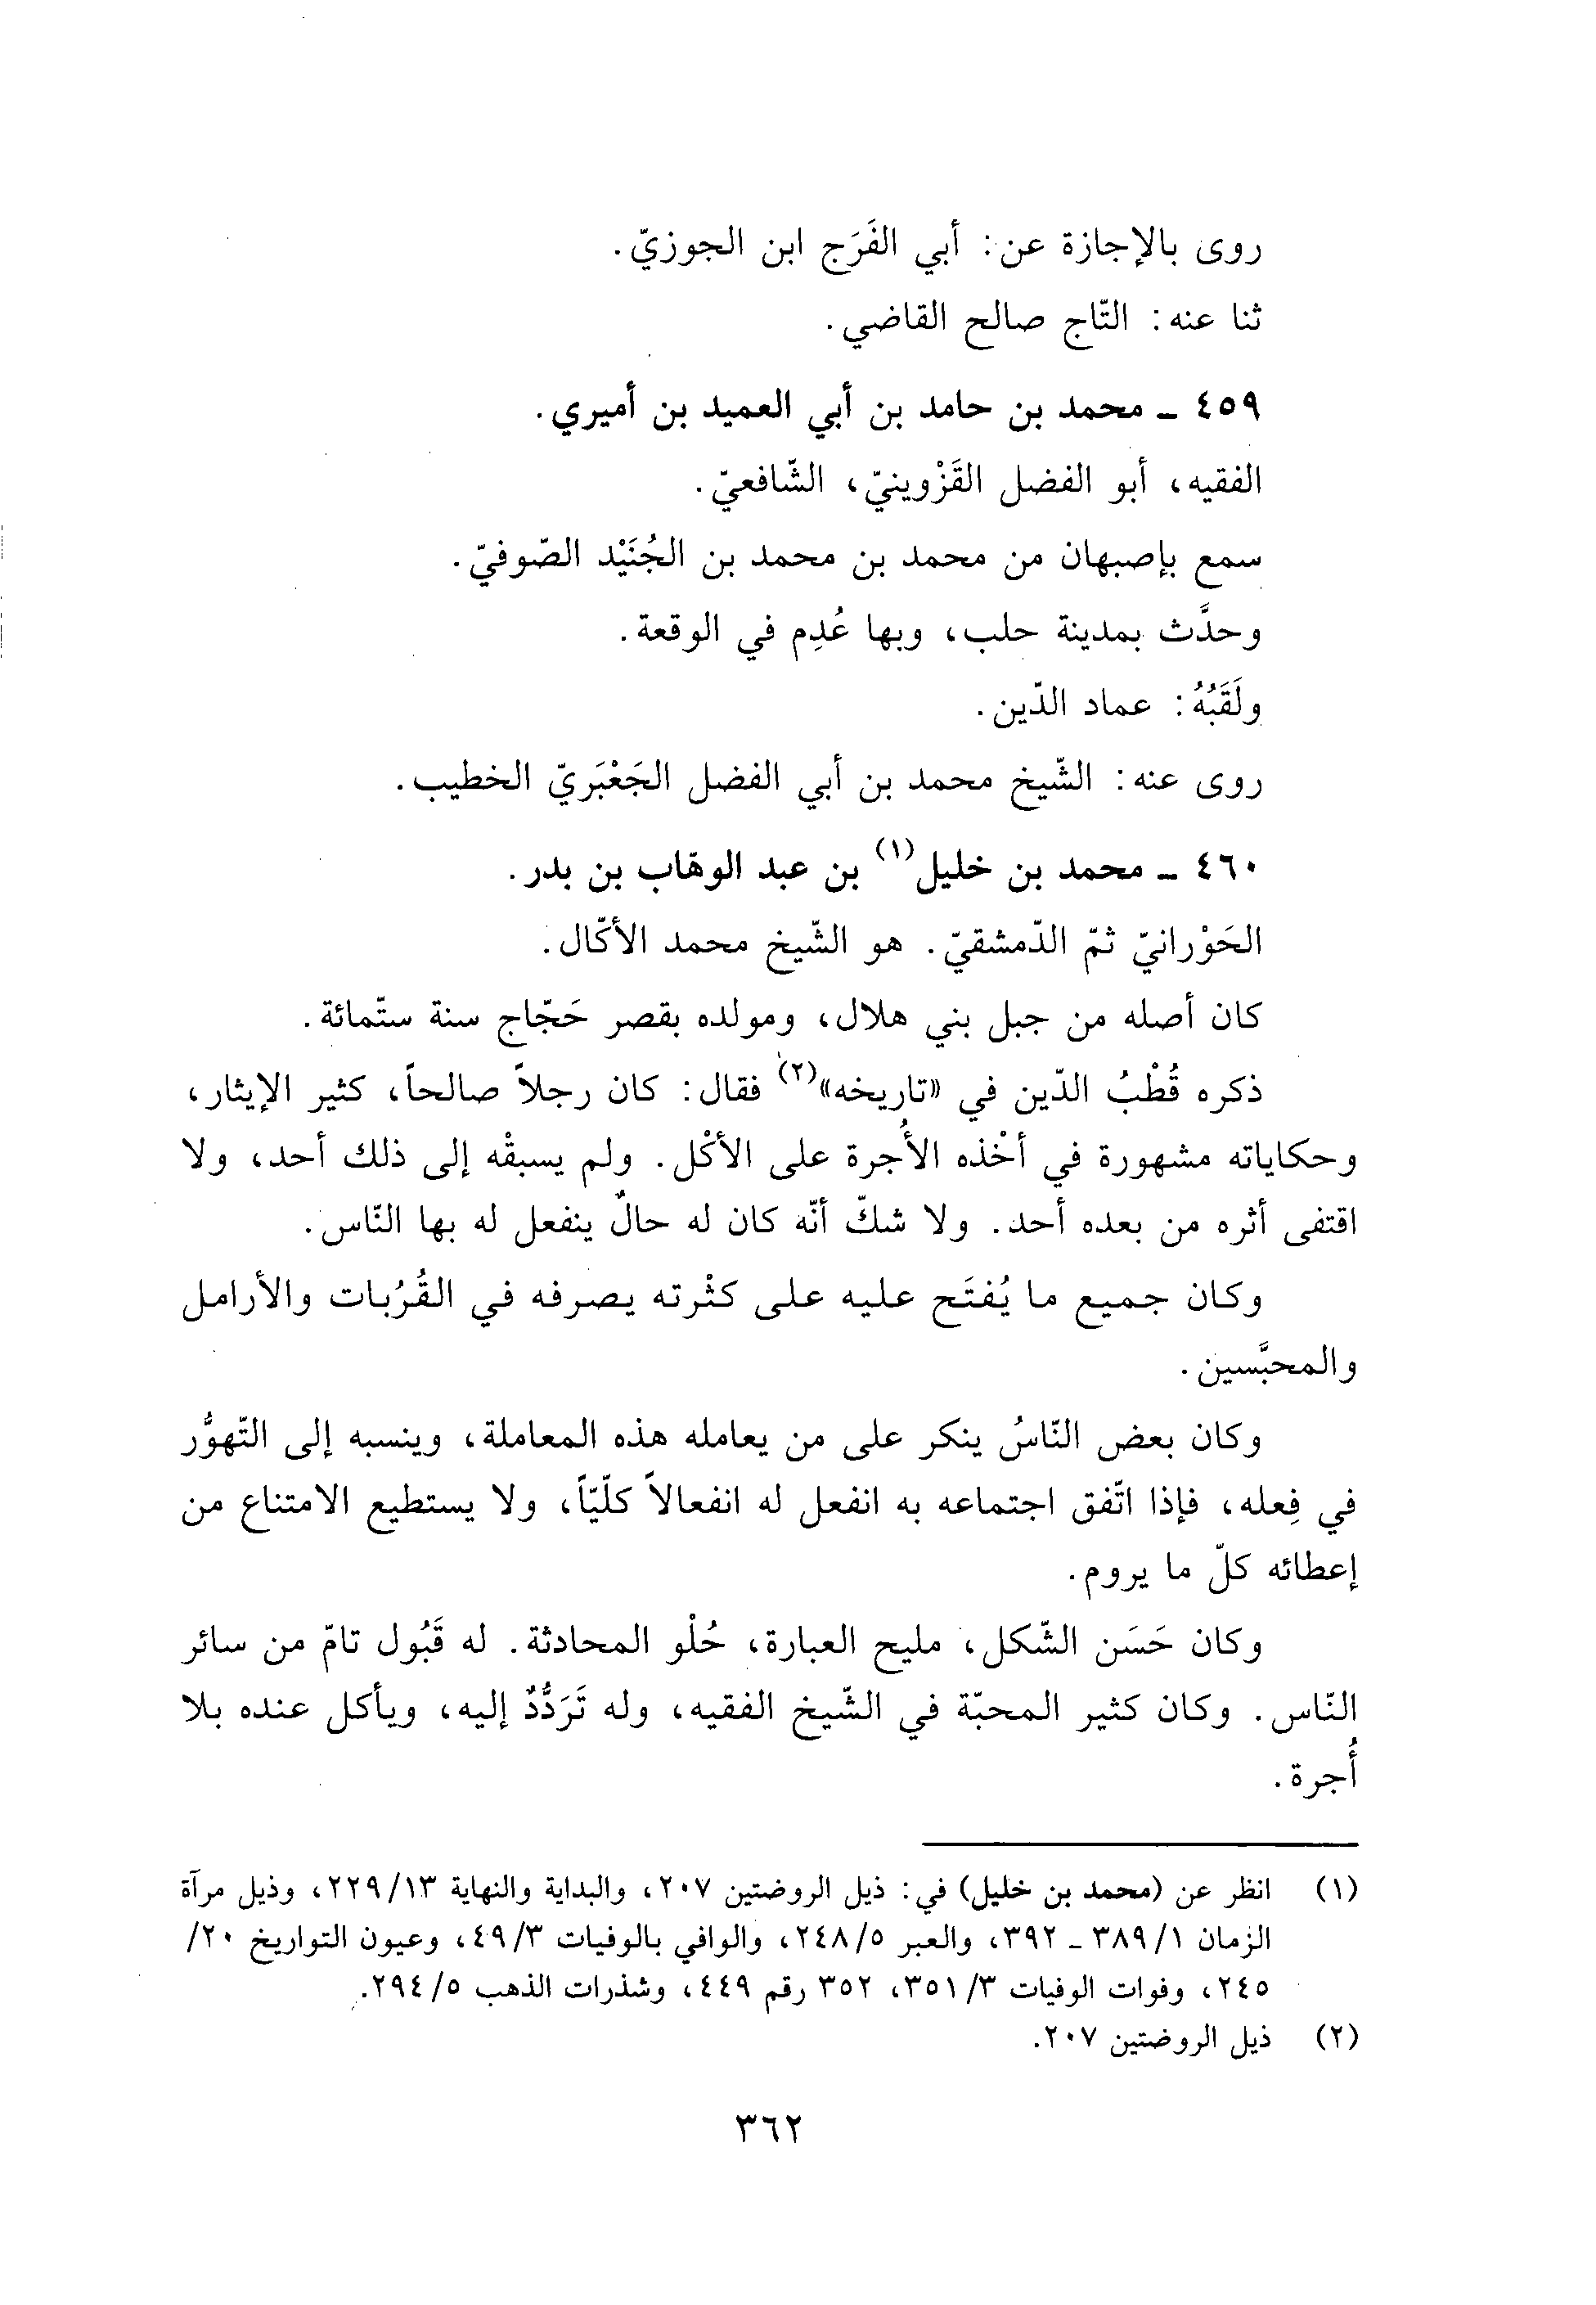 روى بالإجازة عن: أبي الفَرَج ابن الجوزيّ.
ثنا عنه: التّاج صالح القاضي.
٤٥٩ ـ محمد بن حامد بن أبي العميد بن أميري.
الفقيه، أبو الفضل القَزْوينيّ، الشّافعيّ.
سمع بإصبهان من محمد بن محمد بن الجُنَيْد الصّوفيّ.
وحدَّث بمدينة حلب، وبها عُدِم في الوقعة.
ولَقَبُهُ: عماد الدّين.
روى عنه: الشّيخ محمد بن أبي الفضل الجَعْبَريّ الخطيب.
٤٦٠ ـ محمد بن خليل(١) بن عبد الوهّاب بن بدر.
الحَوْرانيّ ثمّ الدّمشقيّ. هو الشّيخ محمد الأكّال.
كان أصله من جبل بني هلال، ومولده بقصر حَجّاج سنة ستّمائة.
ذكره قُطْبُ الدّين في «تاريخه»(٢) فقال: كان رجلاً صالحاً، كثير الإيثار،
وحكاياته مشهورة في أخْذه الأُجرة على الأكْل. ولم يسبقْه إلى ذلك أحد، ولا
اقتفى أثره من بعده أحد. ولا شكّ أنّه كان له حالٌ ينفعل له بها النّاس.
وكان جميع ما يُفتَح عليه على كثْرته يصرفه في القُرُبات والأرامل
والمحبَّسين.
وكان بعض النّاسُ ينكر على من يعامله هذه المعاملة، وينسبه إلى التّهوُّر
في فِعله، فإذا اتّفق اجتماعه به انفعل له انفعالاً كلّيّاً، ولا يستطيع الامتناع من
إعطائه كلّ ما يروم.
وكان حَسَن الشّكل، مليح العبارة، حُلْو المحادثة. له قَبُول تامّ من سائر
النّاس. وكان كثير المحبّة في الشّيخ الفقيه، وله تَرَدُّدٌ إليه، ويأكل عنده بلا
أُجرة.
(١) انظر عن (محمد بن خليل) في: ذيل الروضتين ٢٠٧، والبداية والنهاية ٢٢٩/١٣، وذيل مرآة
الزمان ٣٨٩/١ ـ ٣٩٢، والعبر ٢٤٨/٥، والوافي بالوفيات ٤٩/٣، وعيون التواريخ ٢٠/
٢٤٥، وفوات الوفيات ٣٥١/٣، ٣٥٢ رقم ٤٤٩، وشذرات الذهب ٢٩٤/٥.
(٢) ذيل الروضتين ٢٠٧.
٣٦٢